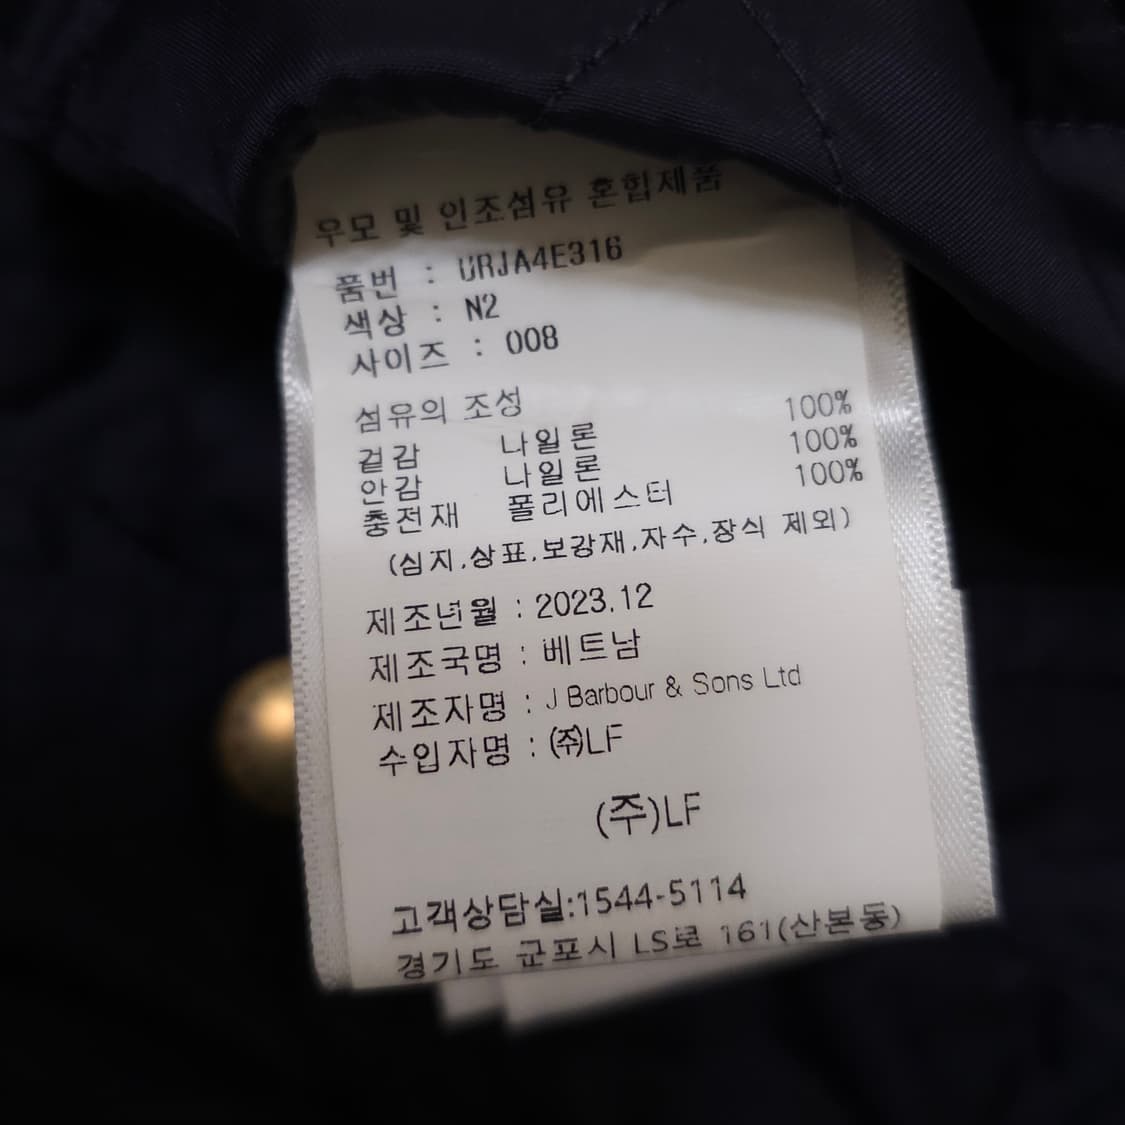 우모 및 인조섬유 혼합제품
품번 : URJA4E316
색상 : N2
사이즈 : 008
섬유의 조성
겉감 나일론 100%
안감 나일론 100%
충전재 폴리에스터 100%
(심지,상표,보강재,자수,장식 제외)
제조년월 : 2023.12
제조국명 : 베트남
제조자명 : J Barbour & Sons Ltd
수입자명 : ㈜LF
(주)LF
고객상담실:1544-5114
경기도 군포시 LS로 161(산본동)